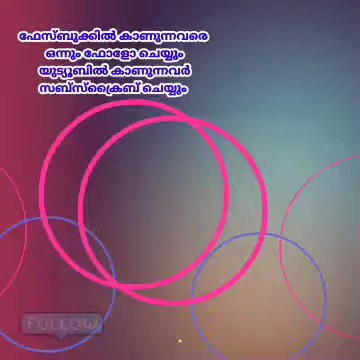 ഫേസ്ബുക്കിൽ കാണുന്നവരെ
ഒന്നും ഫോളോ ചെയ്യും
യുട്യൂബിൽ കാണുന്നവർ
സബ്സ്ക്രൈബ് ചെയ്യും
FOLLOW